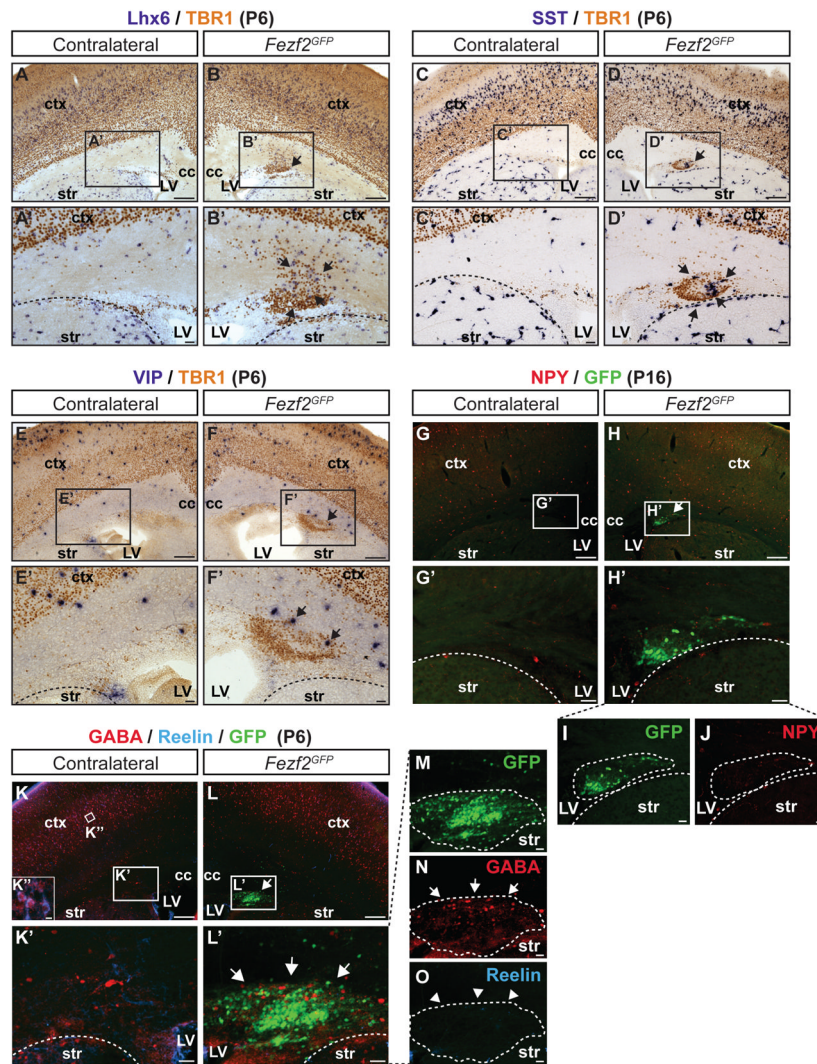 Lhx6 / TBR1 (P6)
Contralateral
Fezf2GFP
A
ctx
A'
cc
str
LV
B
ctx
B'
cc
LV
str
A'
ctx
str
LV
B'
ctx
LV
str
SST / TBR1 (P6)
Contralateral
Fezf2GFP
C
ctx
C'
cc
str
LV
D
ctx
D'
LV
str
C'
ctx
str
LV
D'
ctx
LV
str
VIP / TBR1 (P6)
Contralateral
Fezf2GFP
E
ctx
E'
cc
str
LV
F
ctx
F'
LV
str
E'
ctx
str
LV
F'
ctx
LV
str
NPY / GFP (P16)
Contralateral
Fezf2GFP
G
ctx
G'
cc
str
LV
H
ctx
H'
cc
LV
str
G'
str
LV
H'
LV
str
I
GFP
LV
str
J
NPY
LV
str
GABA / Reelin / GFP (P6)
Contralateral
Fezf2GFP
K
ctx
K''
K'
cc
K''
str
LV
L
ctx
cc
L'
LV
str
K'
LV
str
L'
LV
str
M
GFP
str
N
GABA
str
O
Reelin
str